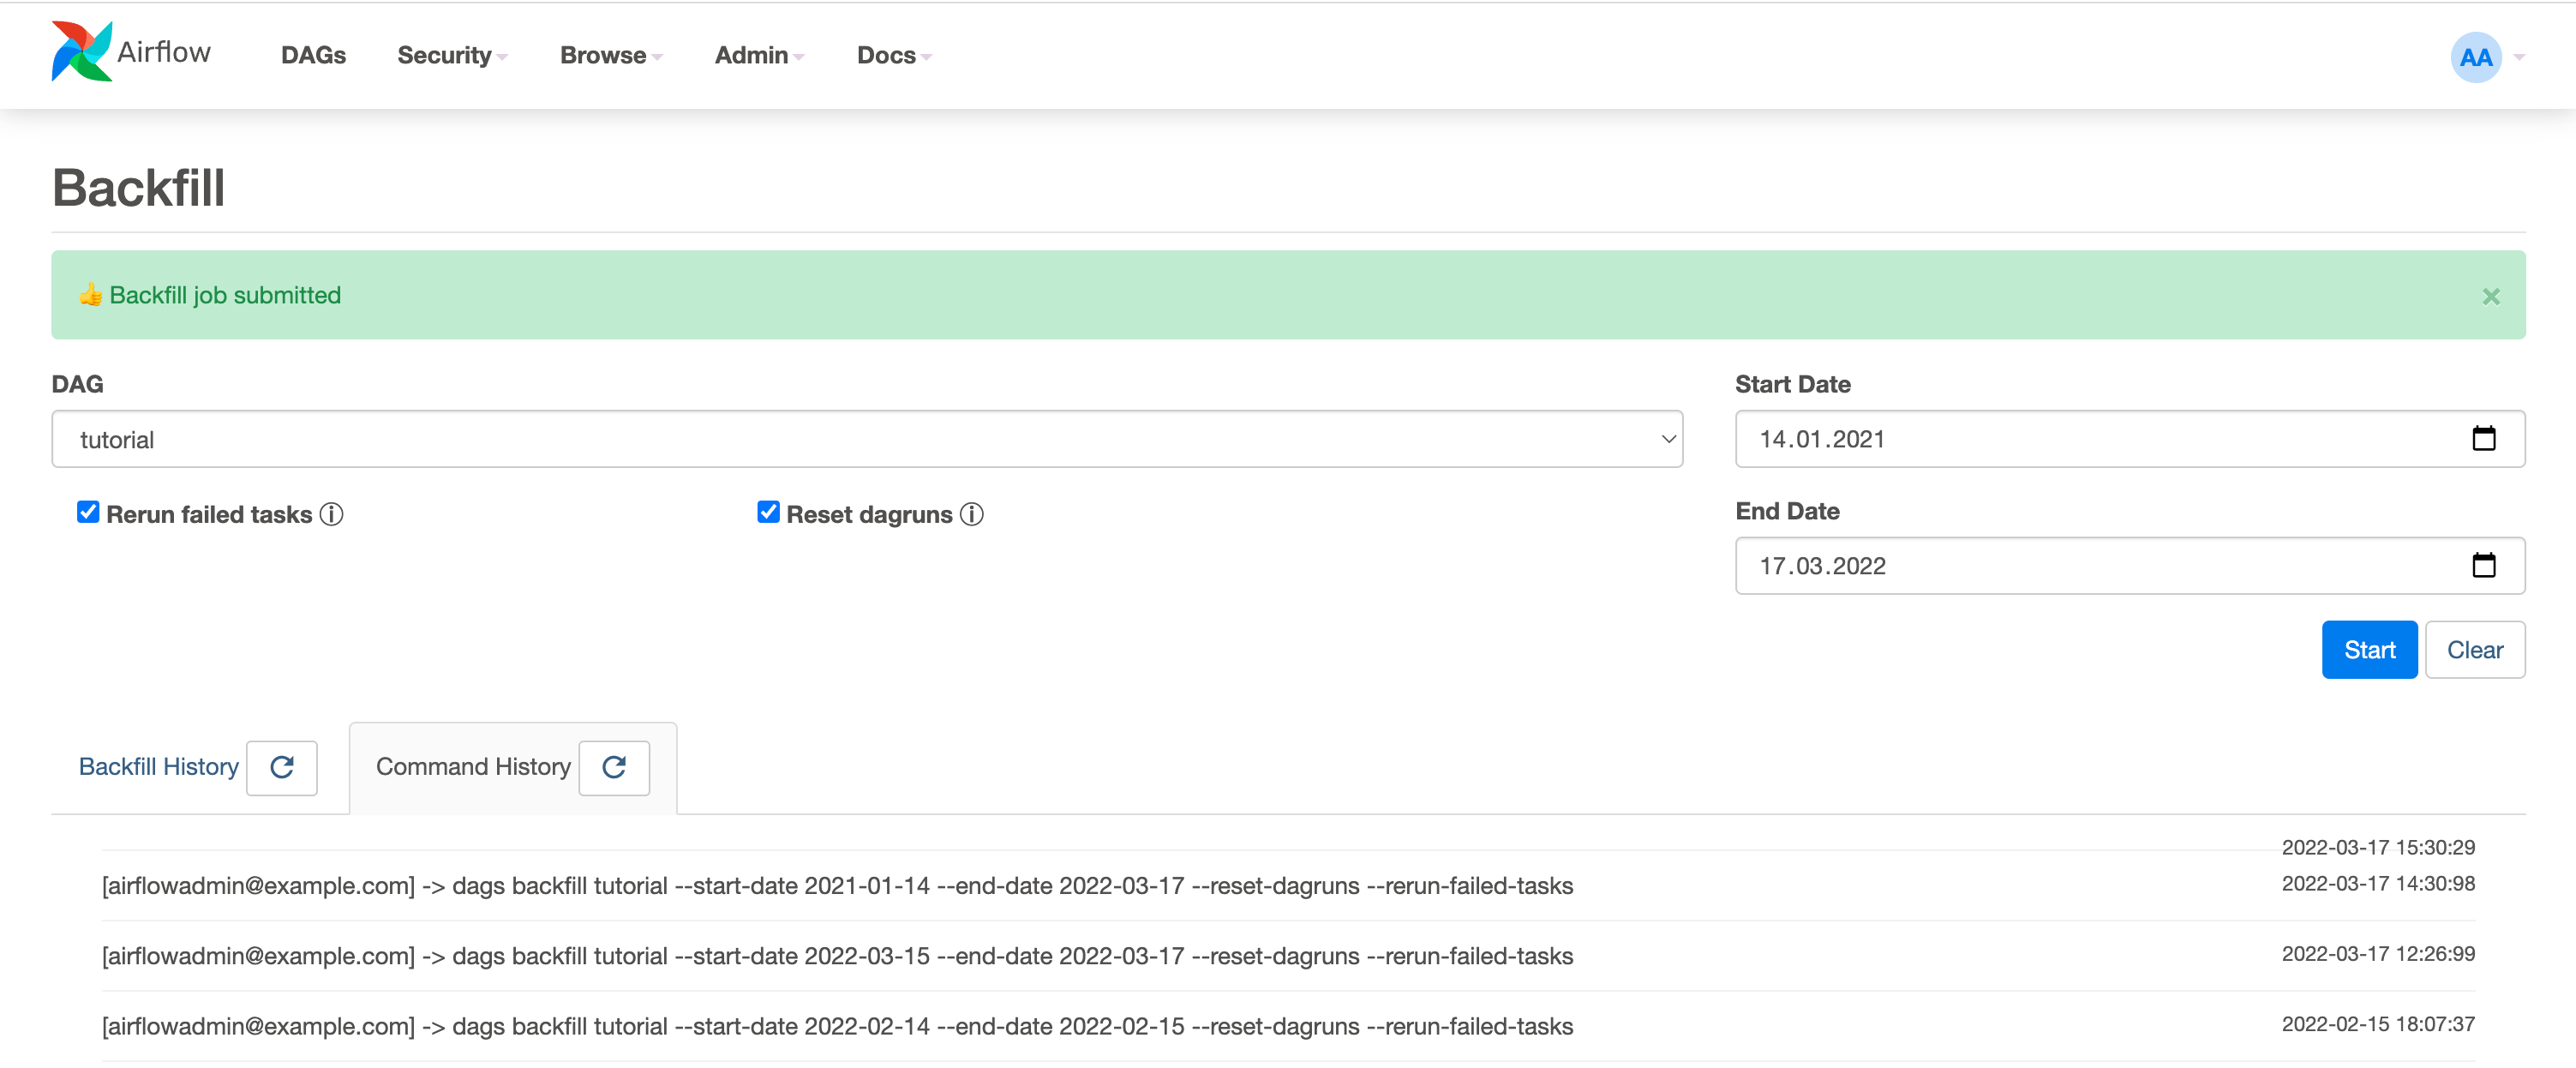 Airflow DAGs Security Browse Admin Docs AA
Backfill
👍 Backfill job submitted ×
DAG
tutorial
Rerun failed tasks Reset dagruns
Start Date
14.01.2021
End Date
17.03.2022
Start Clear
Backfill History Command History
2022-03-17 15:30:29
[airflowadmin@example.com] -> dags backfill tutorial --start-date 2021-01-14 --end-date 2022-03-17 --reset-dagruns --rerun-failed-tasks 2022-03-17 14:30:98
[airflowadmin@example.com] -> dags backfill tutorial --start-date 2022-03-15 --end-date 2022-03-17 --reset-dagruns --rerun-failed-tasks 2022-03-17 12:26:99
[airflowadmin@example.com] -> dags backfill tutorial --start-date 2022-02-14 --end-date 2022-02-15 --reset-dagruns --rerun-failed-tasks 2022-02-15 18:07:37